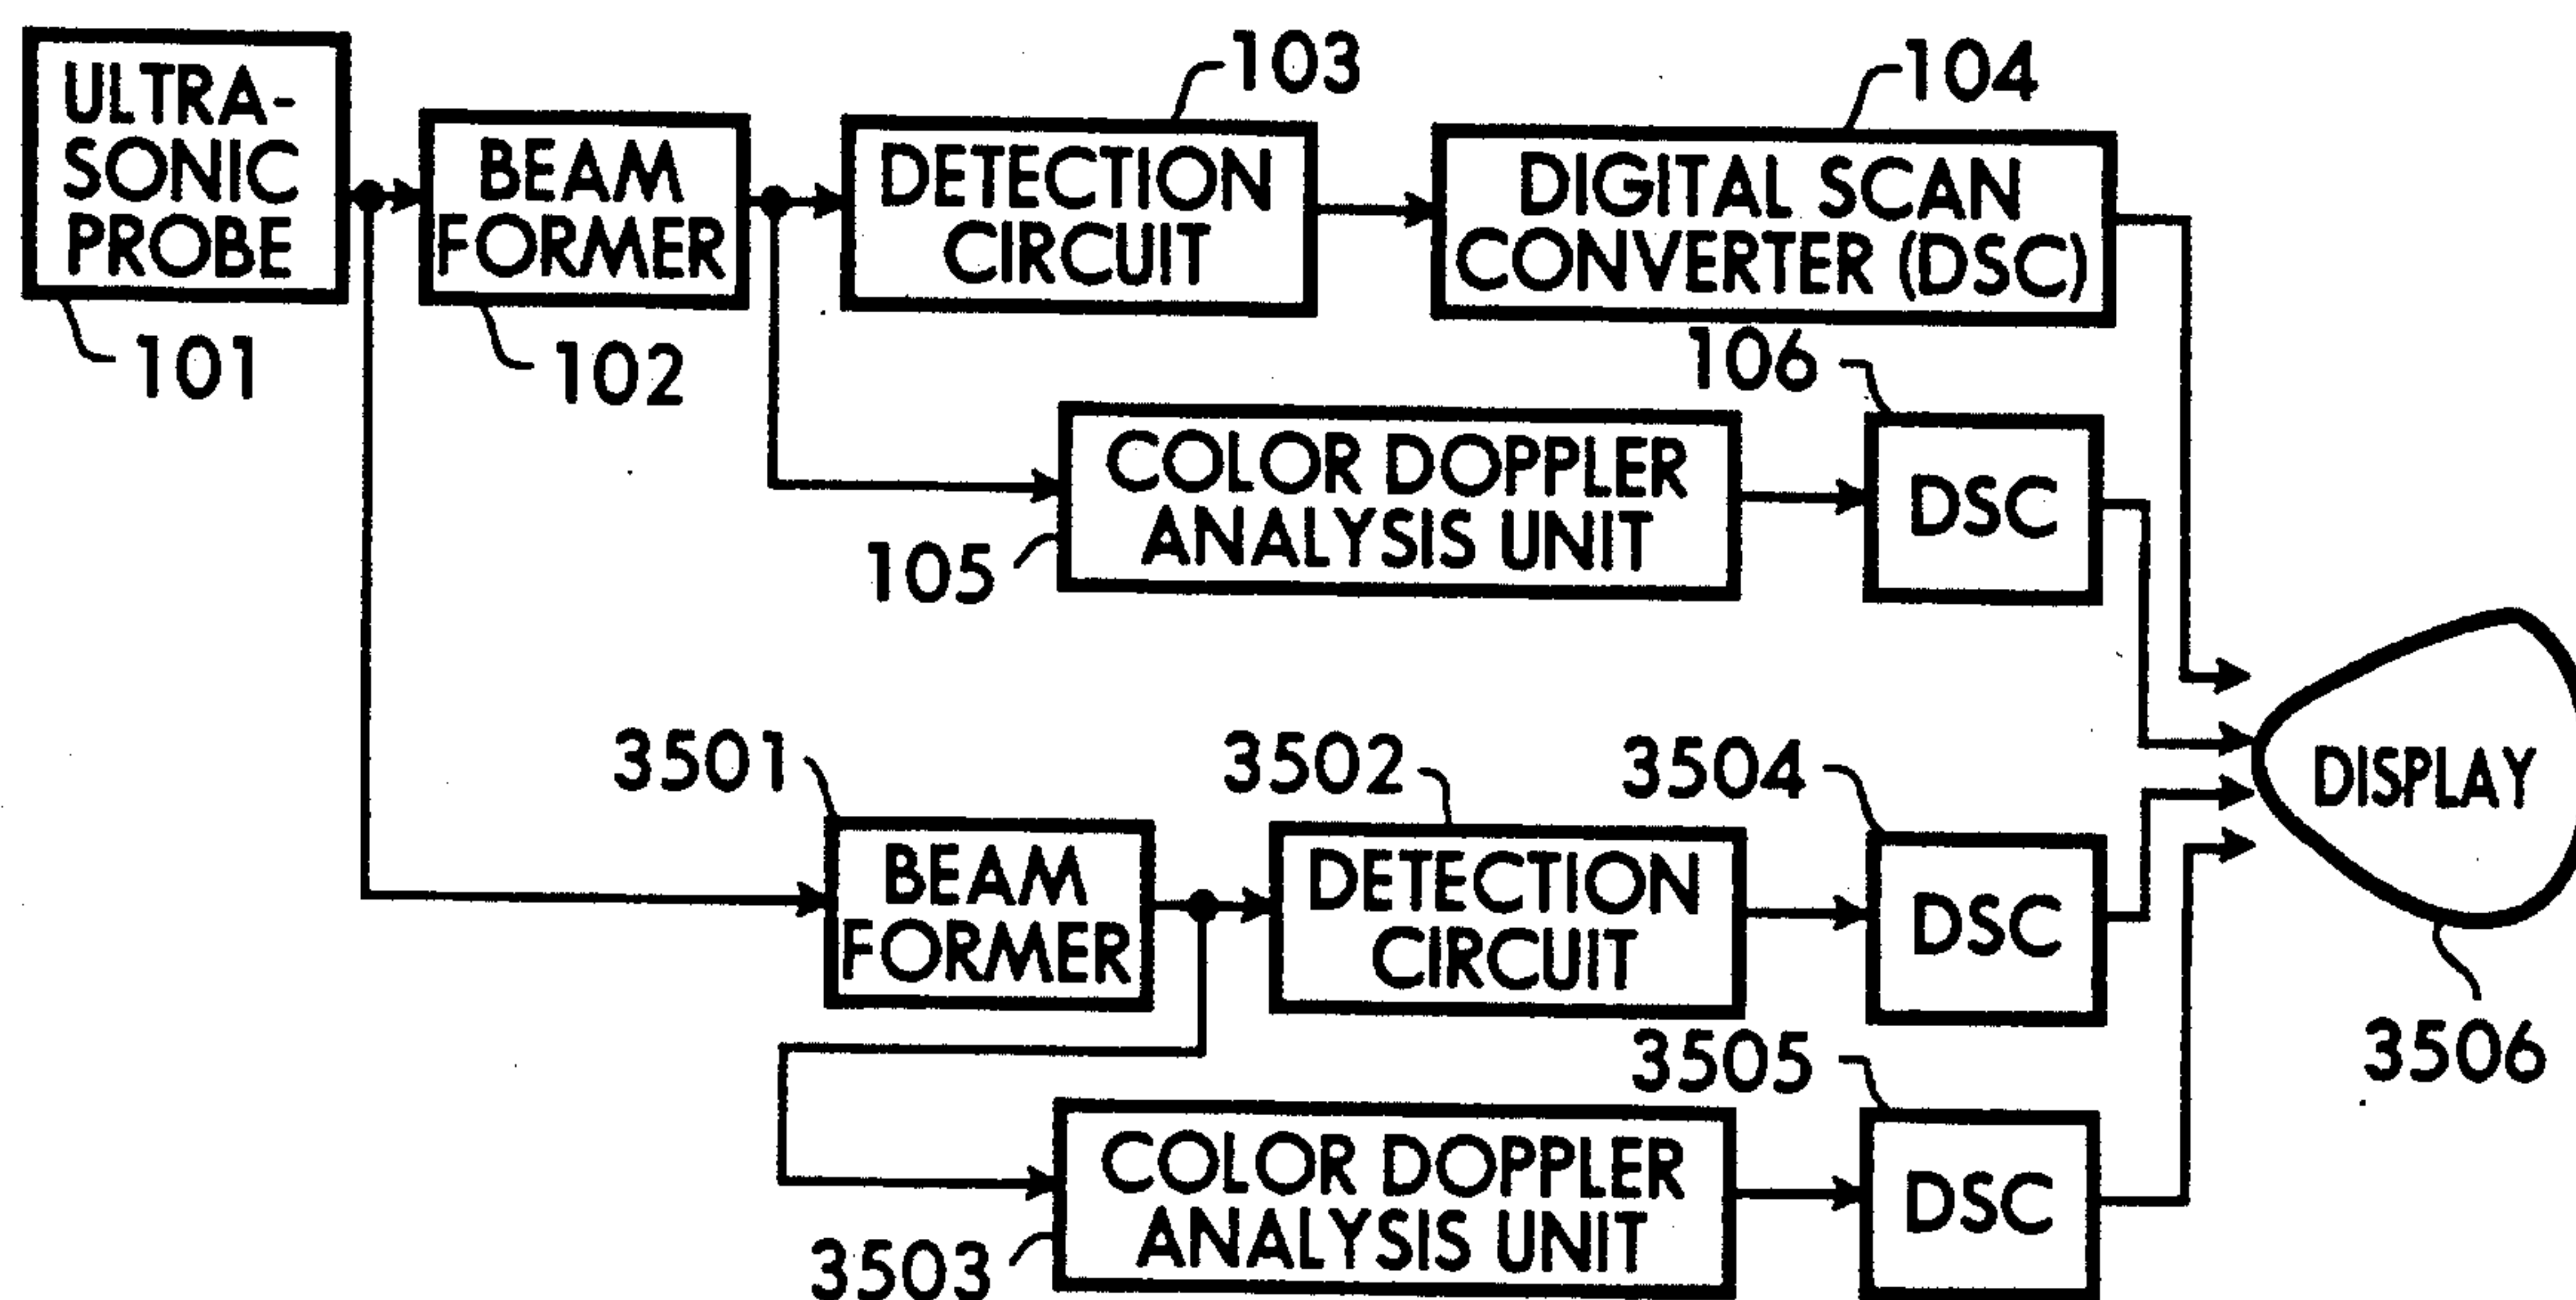 ULTRA-
SONIC
PROBE
101
BEAM
FORMER
102
103
DETECTION
CIRCUIT
104
DIGITAL SCAN
CONVERTER (DSC)
106
COLOR DOPPLER
ANALYSIS UNIT
105
DSC
3501
BEAM
FORMER
3502
DETECTION
CIRCUIT
3504
DSC
DISPLAY
3506
3505
COLOR DOPPLER
ANALYSIS UNIT
3503
DSC